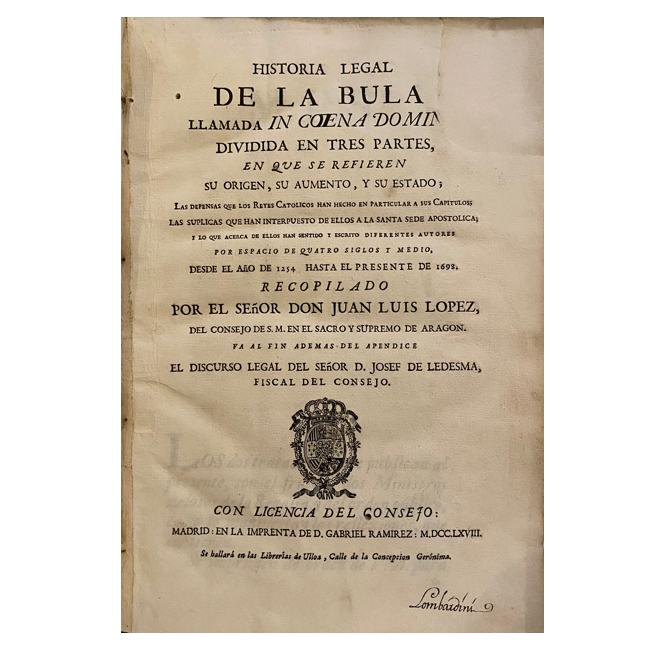 HISTORIA LEGAL
DE LA BULA
LLAMADA IN COENA DOMIN
DIVIDIDA EN TRES PARTES,
EN QUE SE REFIEREN
SU ORIGEN, SU AUMENTO, Y SU ESTADO;
LAS DEFENSAS QUE LOS REYES CATOLICOS HAN HECHO EN PARTICULAR A SUS CAPITULOS;
LAS SUPLICAS QUE HAN INTERPUESTO DE ELLOS A LA SANTA SEDE APOSTOLICA;
Y LO QUE ACERCA DE ELLOS HAN SENTIDO Y ESCRITO DIFERENTES AUTORES
POR ESPACIO DE QUATRO SIGLOS Y MEDIO,
DESDE EL AñO DE 1254 HASTA EL PRESENTE DE 1698.
RECOPILADO
POR EL SEñOR DON JUAN LUIS LOPEZ,
DEL CONSEJO DE S. M. EN EL SACRO Y SUPREMO DE ARAGON.
VA AL FIN ADEMAS DEL APENDICE
EL DISCURSO LEGAL DEL SEñOR D. JOSEF DE LEDESMA,
FISCAL DEL CONSEJO.
CON LICENCIA DEL CONSEJO:
MADRID: EN LA IMPRENTA DE D. GABRIEL RAMIREZ: M.DCC.LXVIII.
Se hallará en las Librerías de Ulloa, Calle de la Concepcion Gerónima.
Lombardini